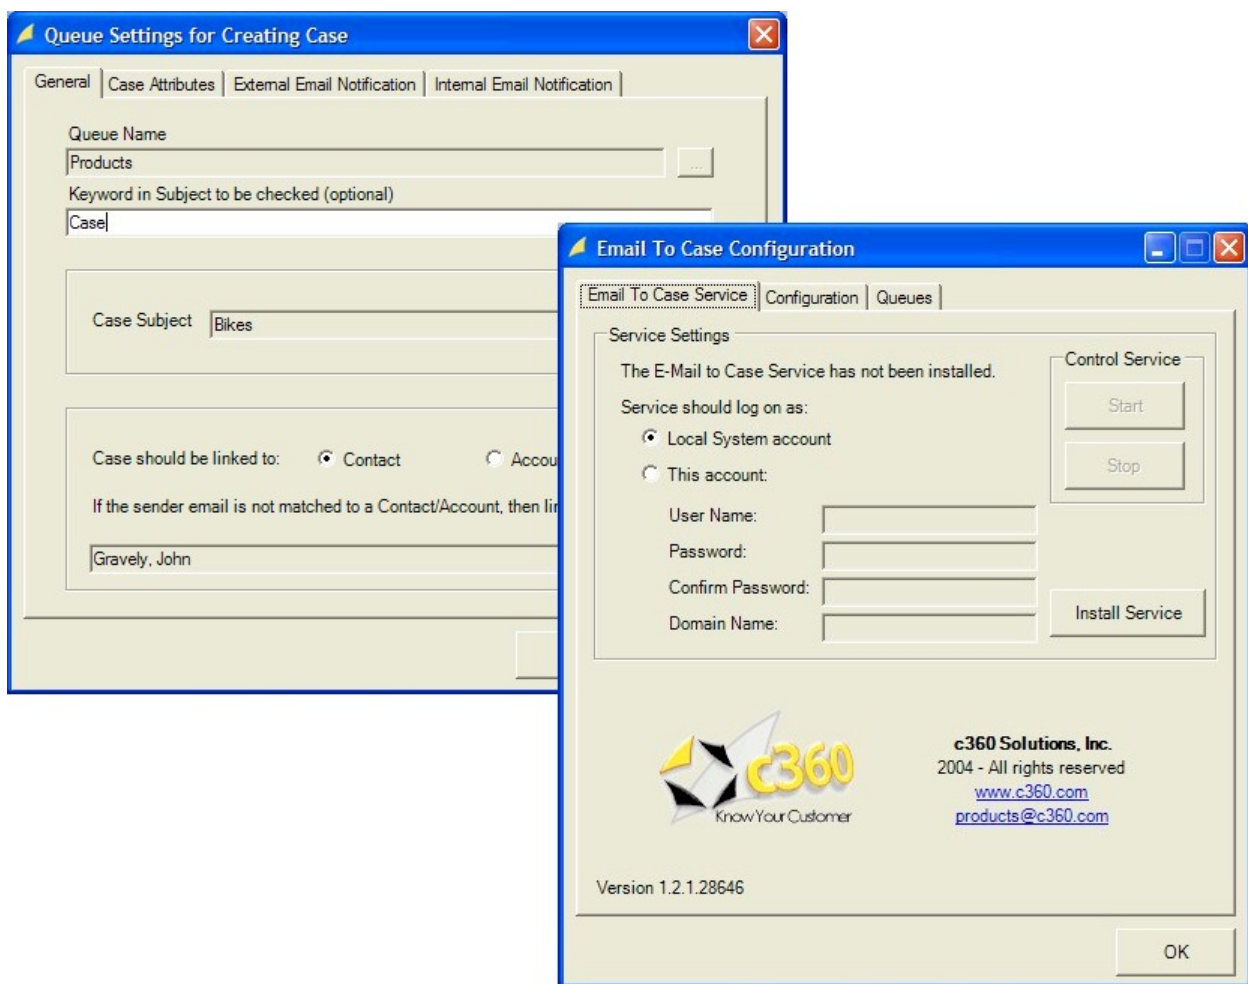 Queue Settings for Creating Case
General Case Attributes External Email Notification Internal Email Notification
Queue Name
Products
...
Keyword in Subject to be checked (optional)
Case
Case Subject Bikes
Case should be linked to: Contact Accou
If the sender email is not matched to a Contact/Account, then
Gravely, John
Email To Case Configuration
Email To Case Service Configuration Queues
Service Settings
The E-Mail to Case Service has not been installed.
Service should log on as:
Local System account
This account:
User Name:
Password:
Confirm Password:
Domain Name:
Control Service
Start
Stop
Install Service
c360
Know Your Customer
c360 Solutions, Inc.
2004 - All rights reserved
www.c360.com
products@c360.com
Version 1.2.1.28646
OK